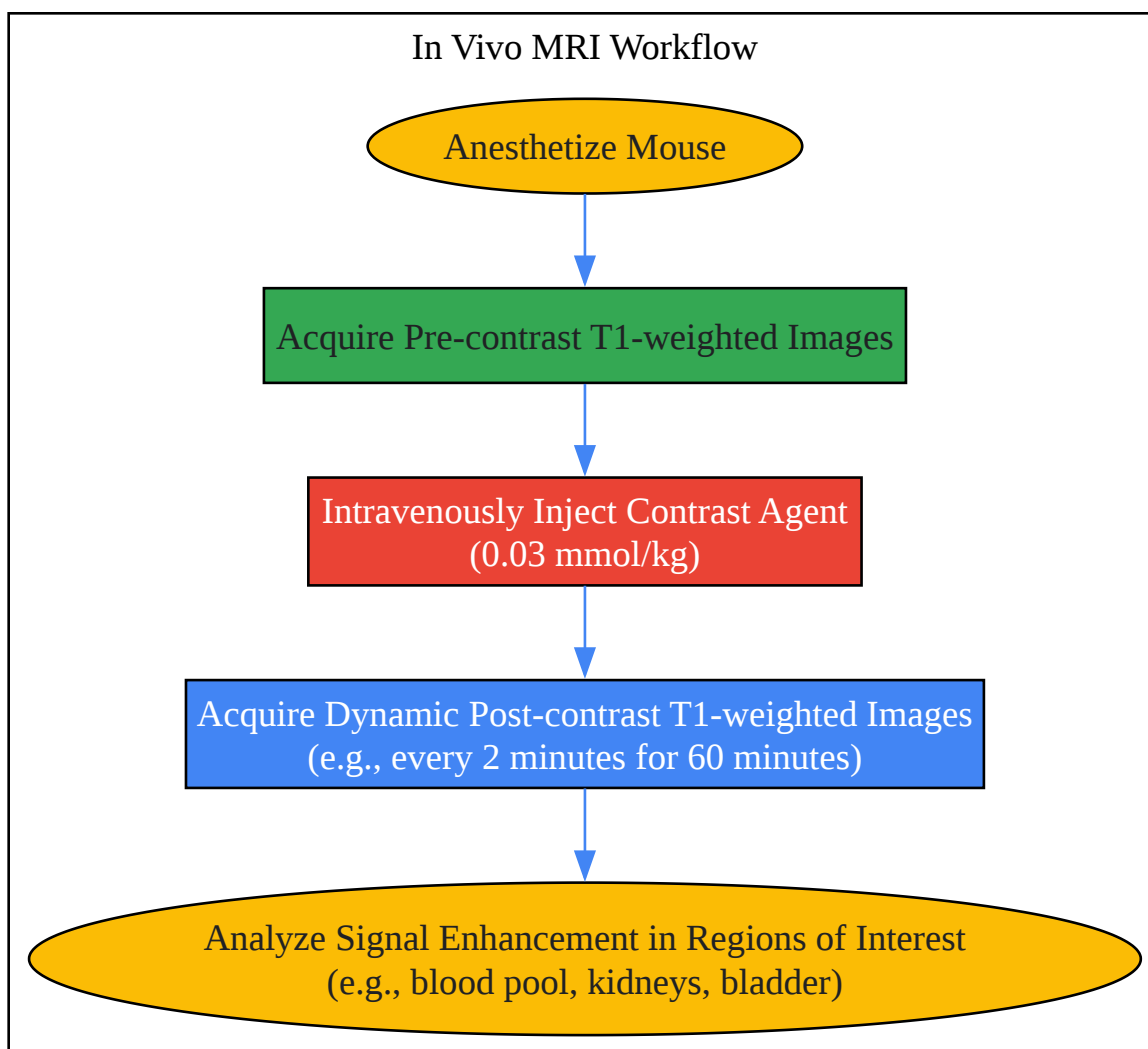 In Vivo MRI Workflow
Anesthetize Mouse
Acquire Pre-contrast T1-weighted Images
Intravenously Inject Contrast Agent
(0.03 mmol/kg)
Acquire Dynamic Post-contrast T1-weighted Images
(e.g., every 2 minutes for 60 minutes)
Analyze Signal Enhancement in Regions of Interest
(e.g., blood pool, kidneys, bladder)